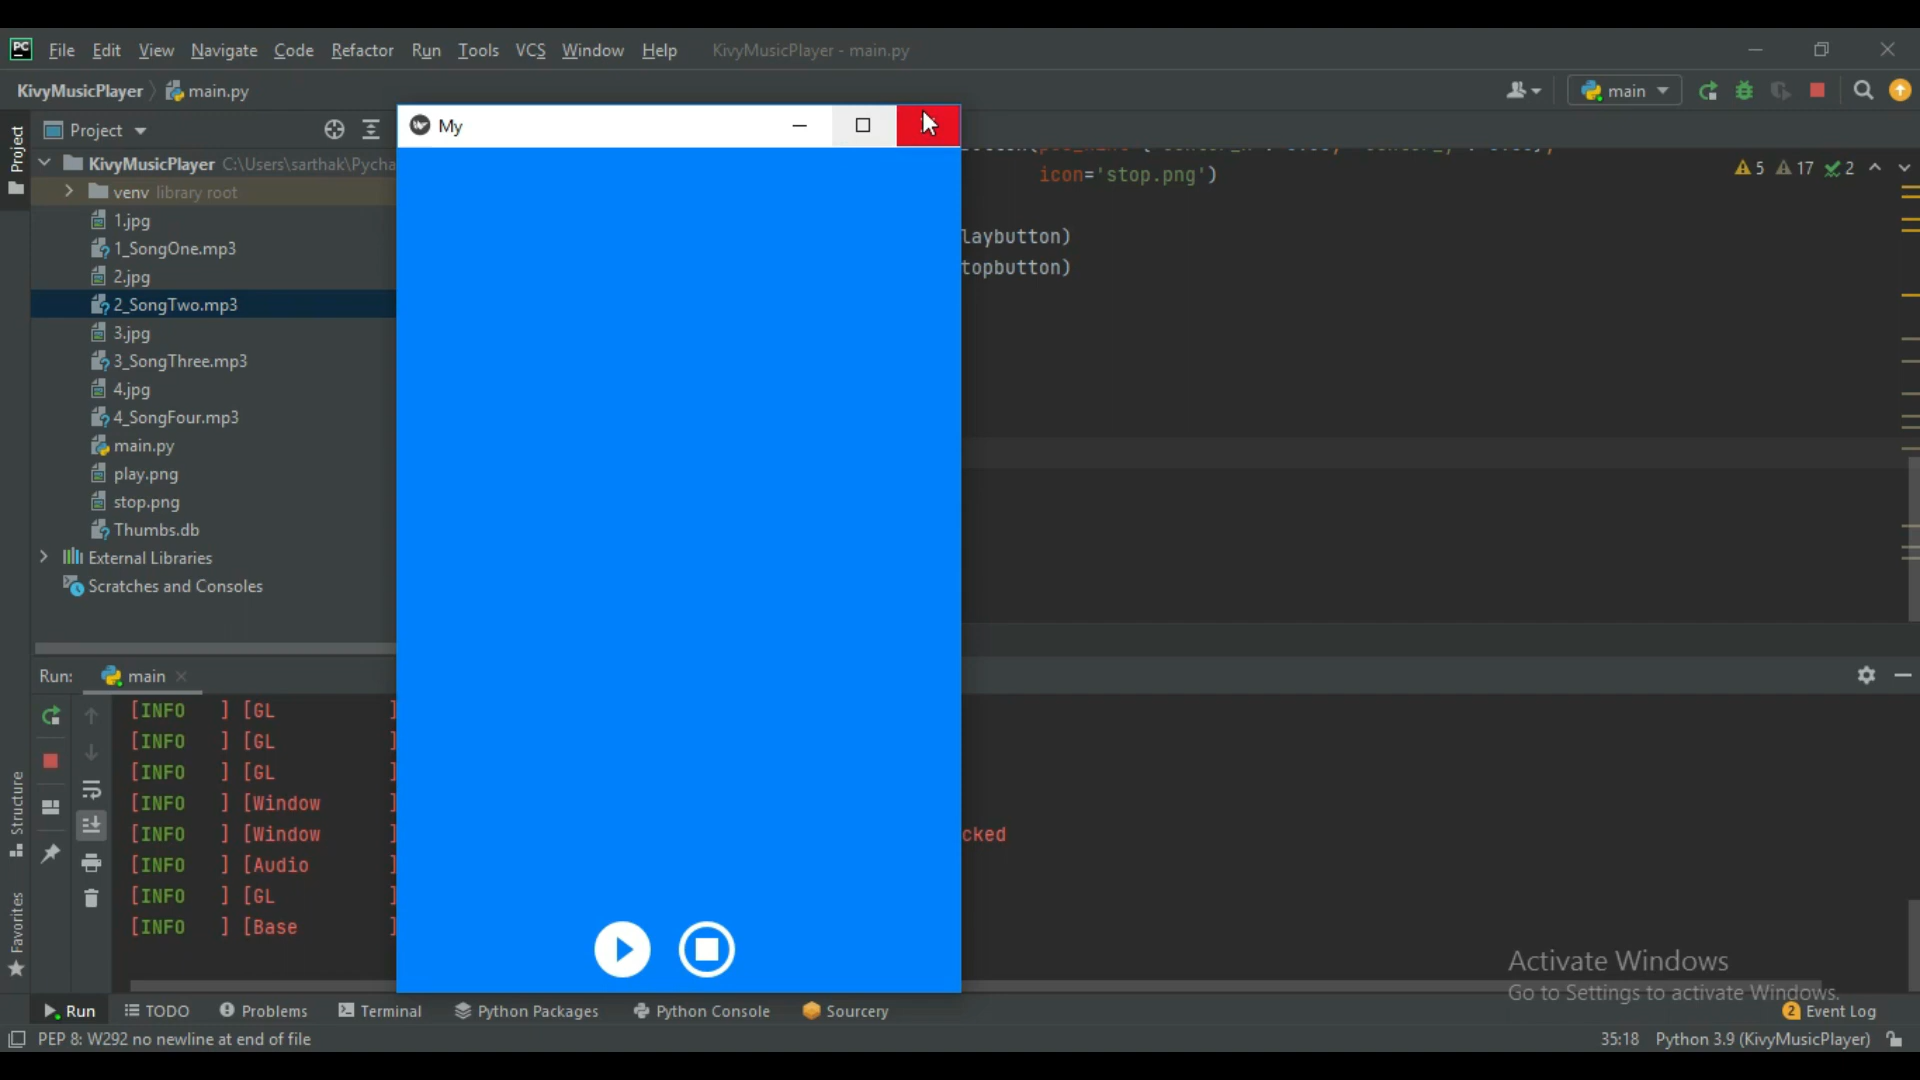 PC File Edit View Navigate Code Refactor Run Tools VCS Window Help KivyMusicPlayer - main.py
KivyMusicPlayer main.py
main
Project
Project
My
KivyMusicPlayer C:\Users\sarthak\Pycha
venv library root
1.jpg
1_SongOne.mp3
2.jpg
2_SongTwo.mp3
3.jpg
3_SongThree.mp3
4.jpg
4_SongFour.mp3
main.py
play.png
stop.png
Thumbs.db
External Libraries
Scratches and Consoles
icon='stop.png')
laybutton)
topbutton)
5 17 2
Run: main
[INFO ] [GL ]
[INFO ] [GL ]
[INFO ] [GL ]
[INFO ] [Window ]
[INFO ] [Window ] cked
[INFO ] [Audio ]
[INFO ] [GL ]
[INFO ] [Base ]
Structure
Favorites
Activate Windows
Go to Settings to activate Windows.
Run TODO Problems Terminal Python Packages Python Console Sourcery 2 Event Log
PEP 8: W292 no newline at end of file 35:18 Python 3.9 (KivyMusicPlayer)